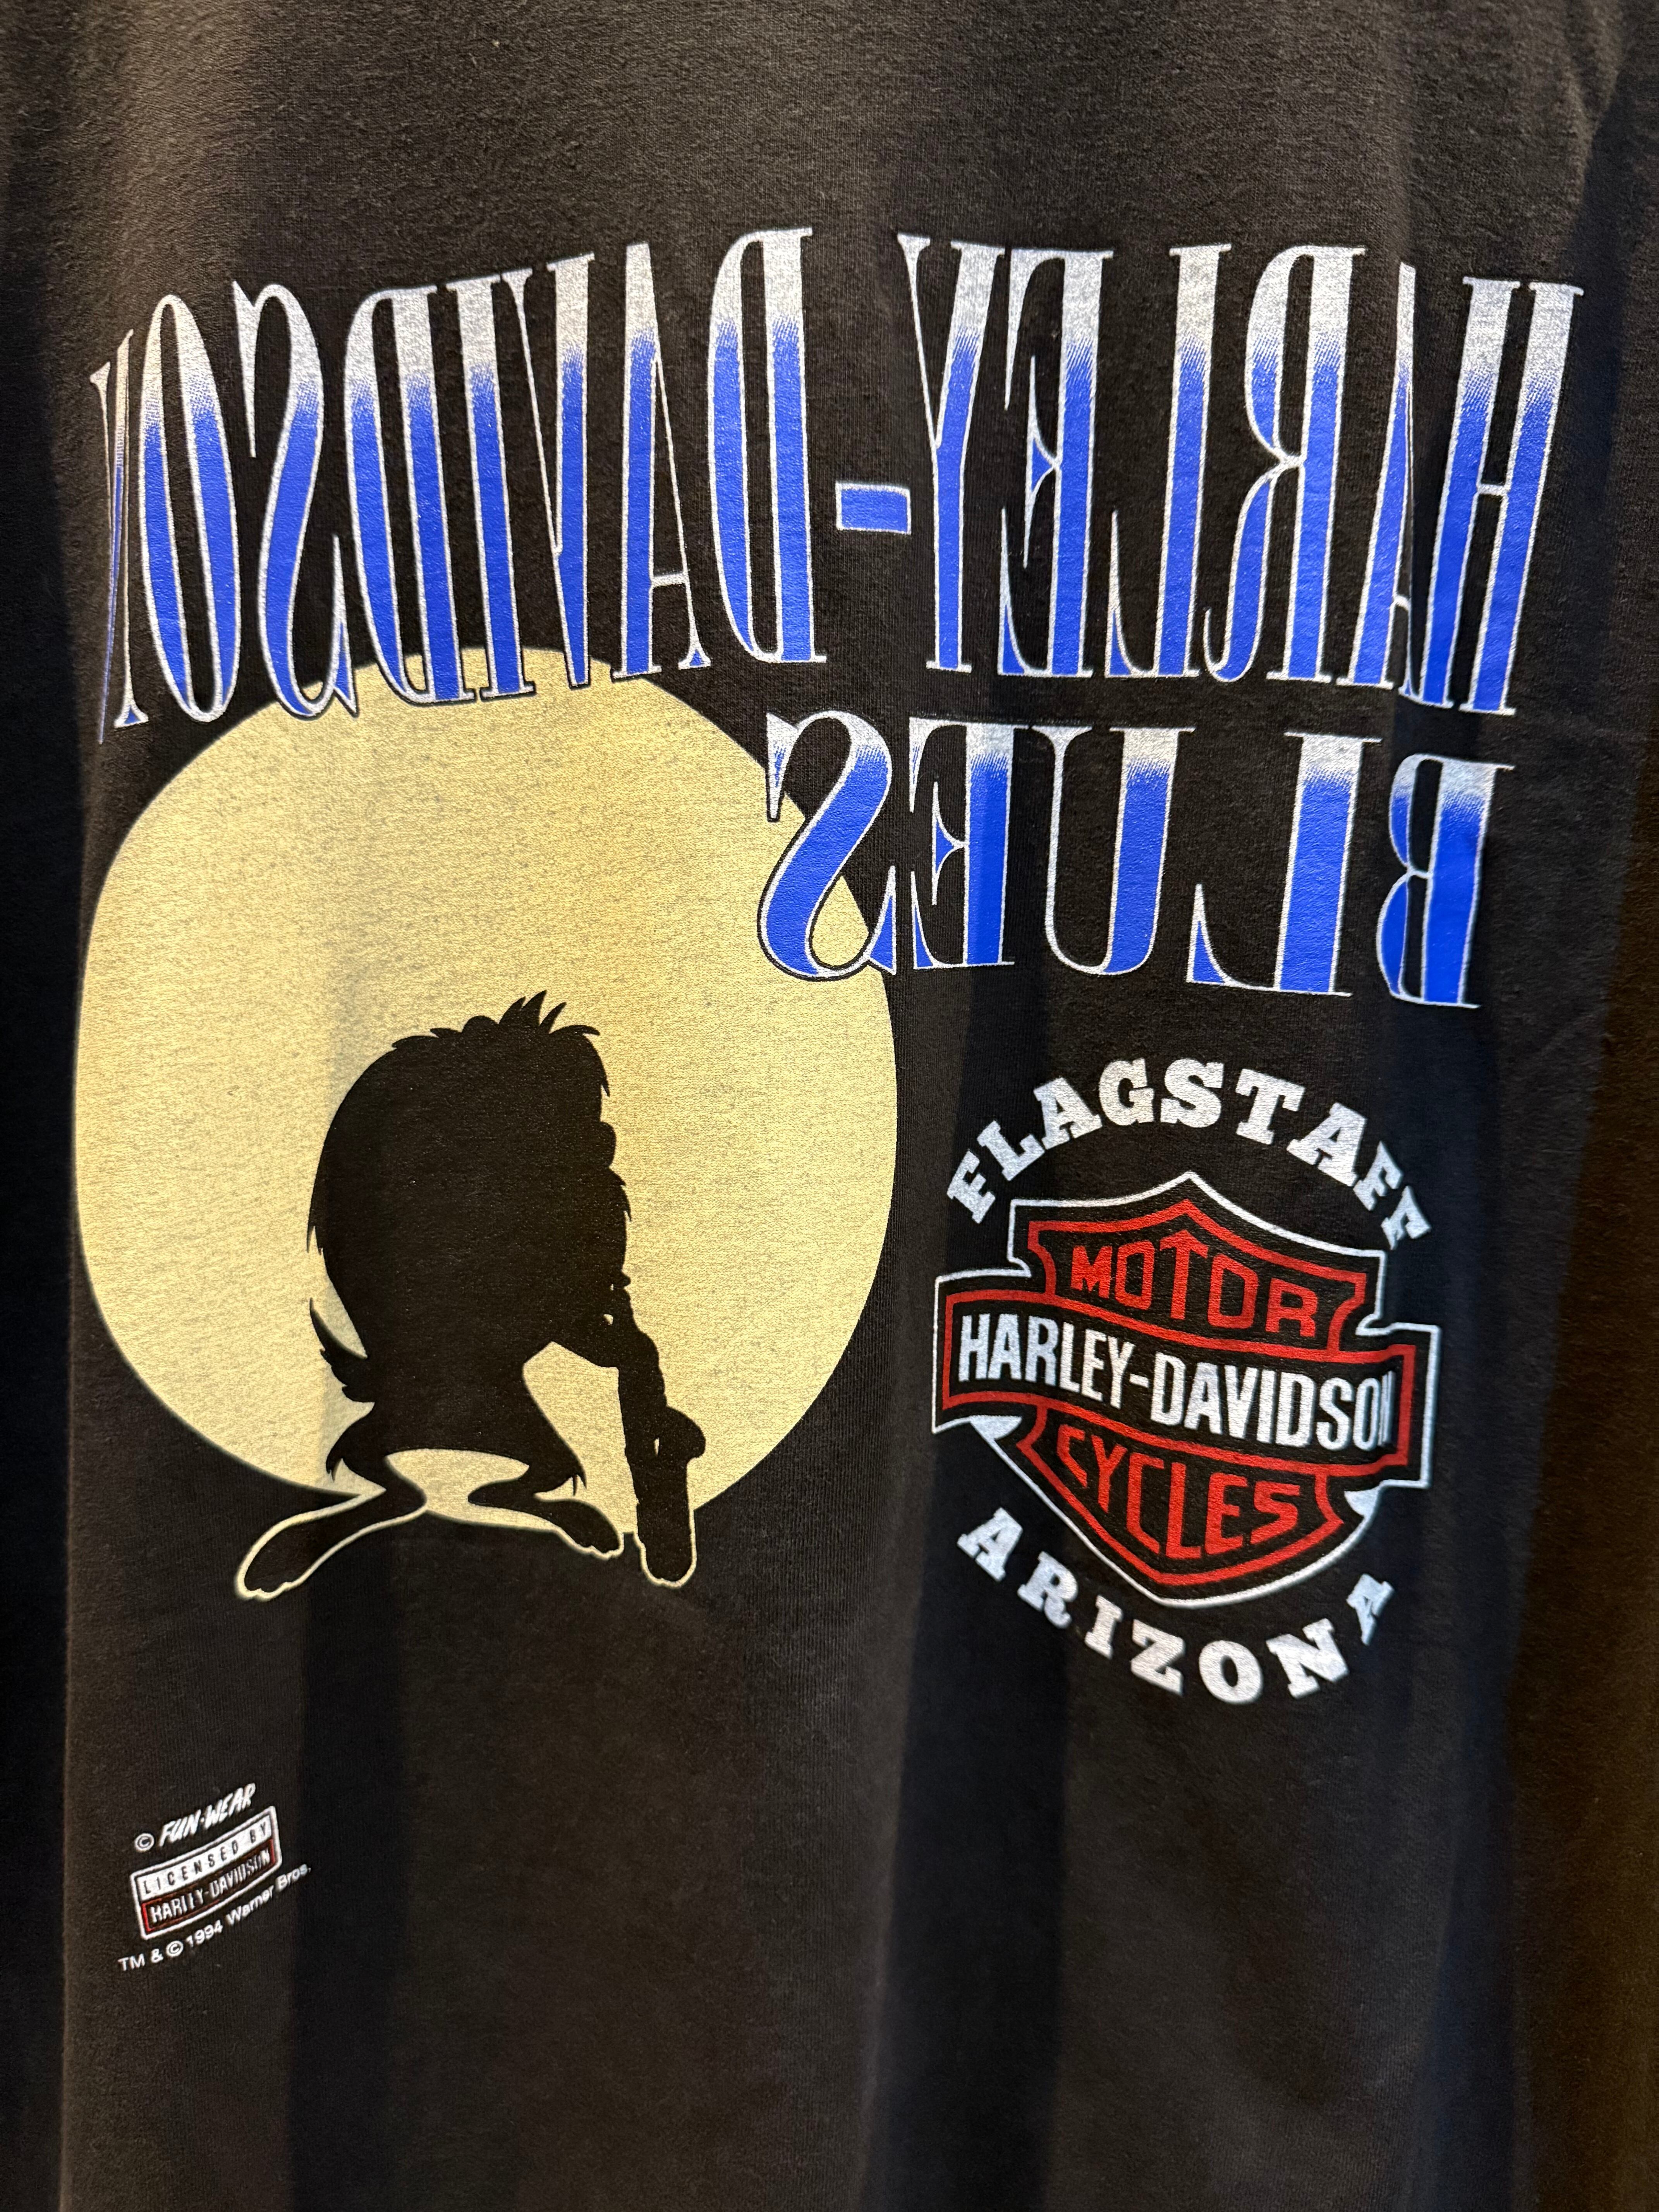 HARLEY-DAVIDSON
BLUES
FLAGSTAFF
MOTOR
HARLEY-DAVIDSON
CYCLES
ARIZONA
© FUN-WEAR
LICENSED BY
HARLEY-DAVIDSON
TM & © 1994 Warner Bros.